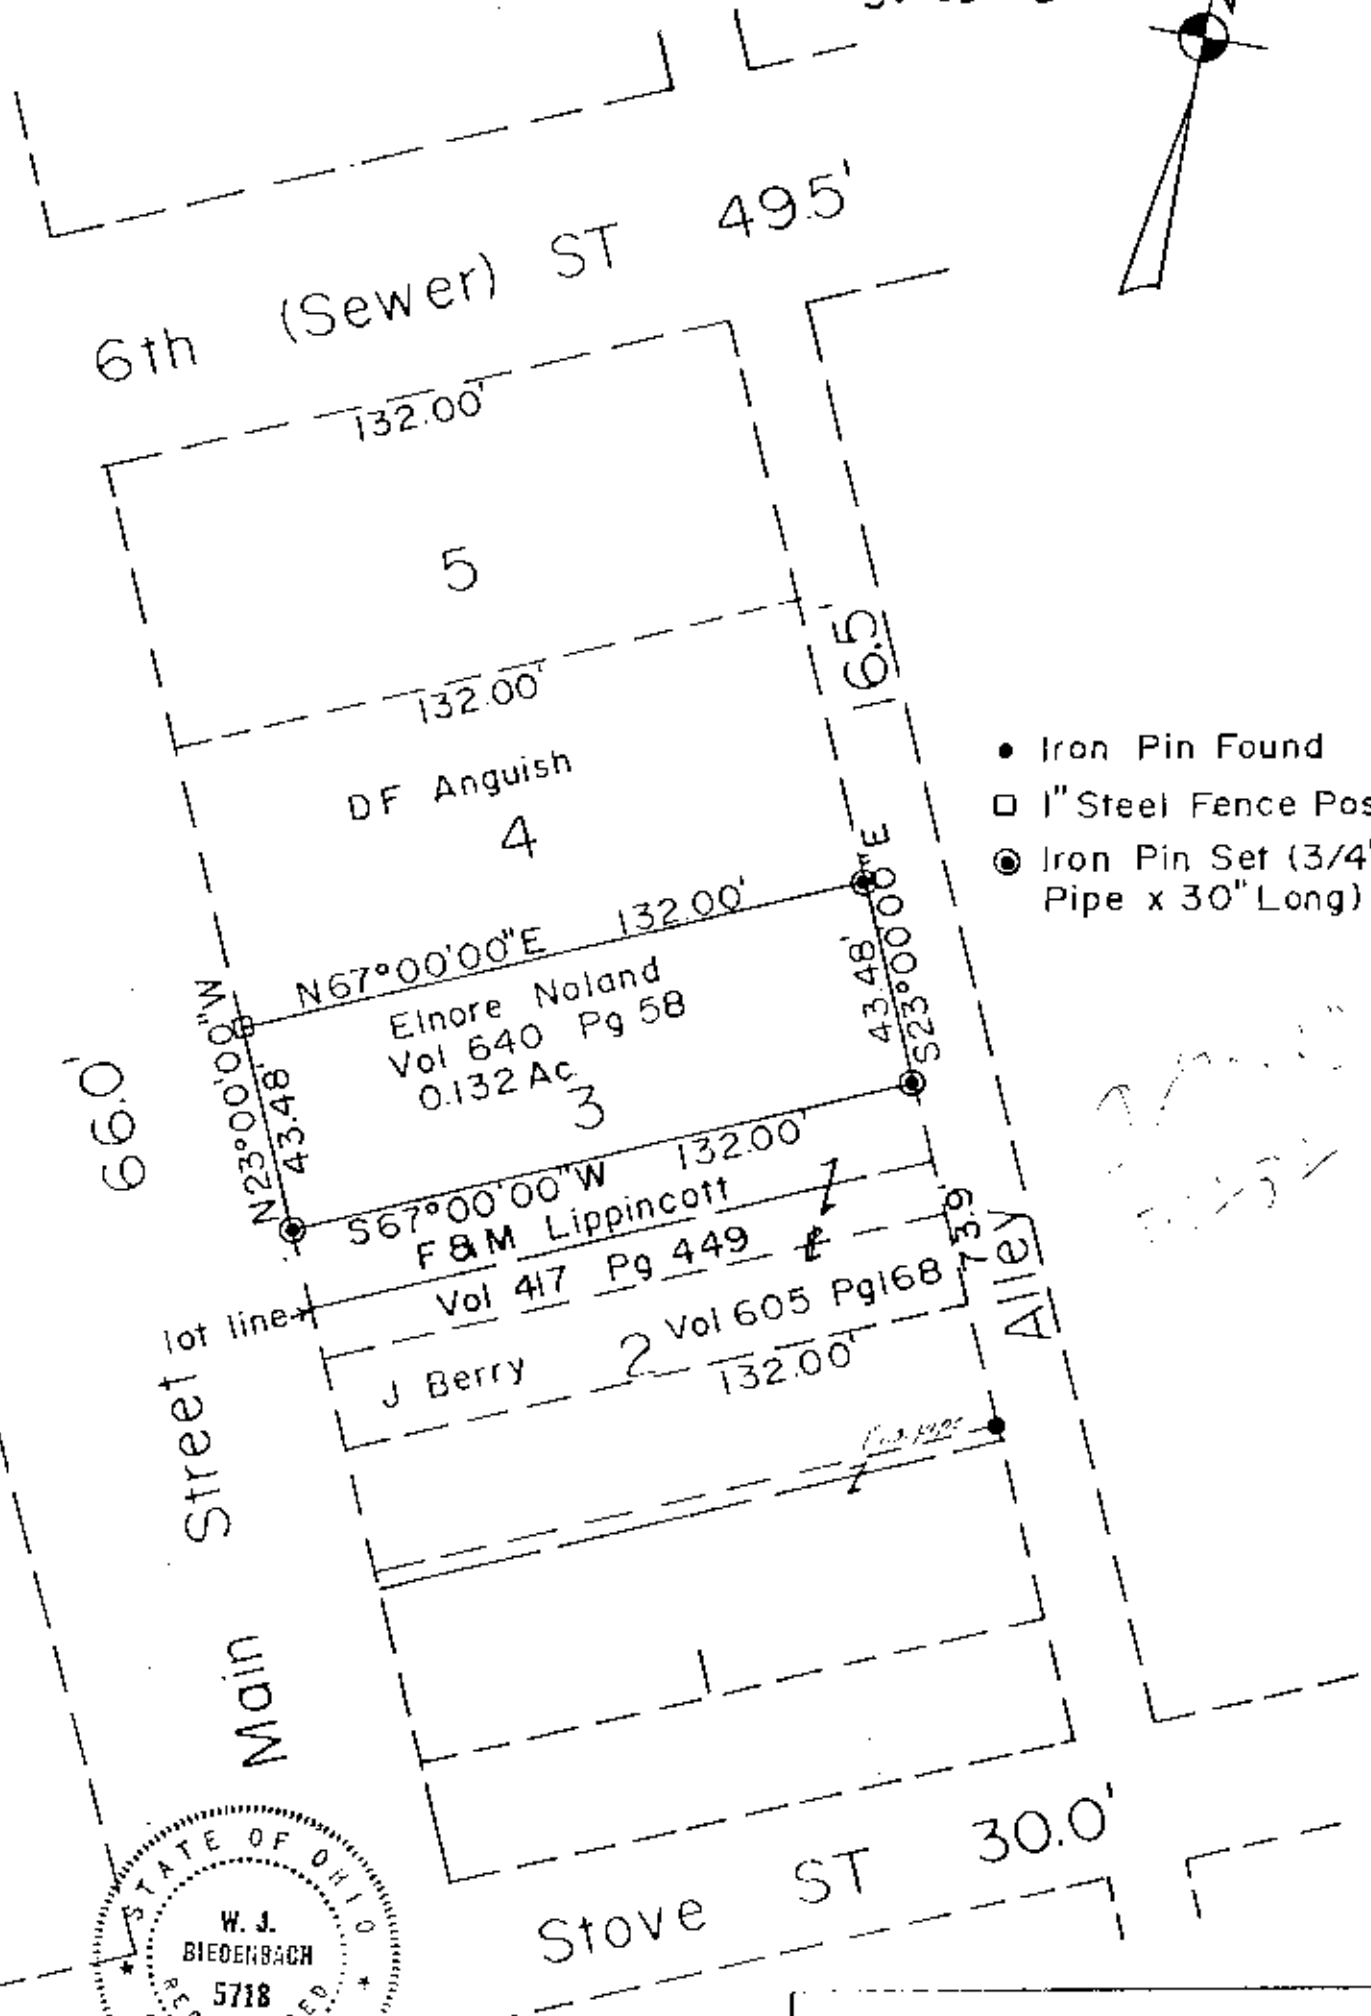 6th (Sewer) ST 49.5'
132.00'
5
16.5
132.00'
DF Anguish
4
• Iron Pin Found
1" Steel Fence Pos
Iron Pin Set (3/4"
Pipe x 30" Long)
N67°00'00"E 132.00'
S23°00'00"E
43.48'
N23°00'00"W
43.48'
Elnore Noland
Vol 640 Pg 58
0.132 Ac.
3
66.0'
S67°00'00"W 132.00'
F & M Lippincott
Vol 417 Pg 449
lot line
73.9'
Alley
2 Vol 605 Pg168
J Berry
132.00'
Main Street
Stove ST 30.0'
STATE OF OHIO
W. J.
BIEDENBACH
5718